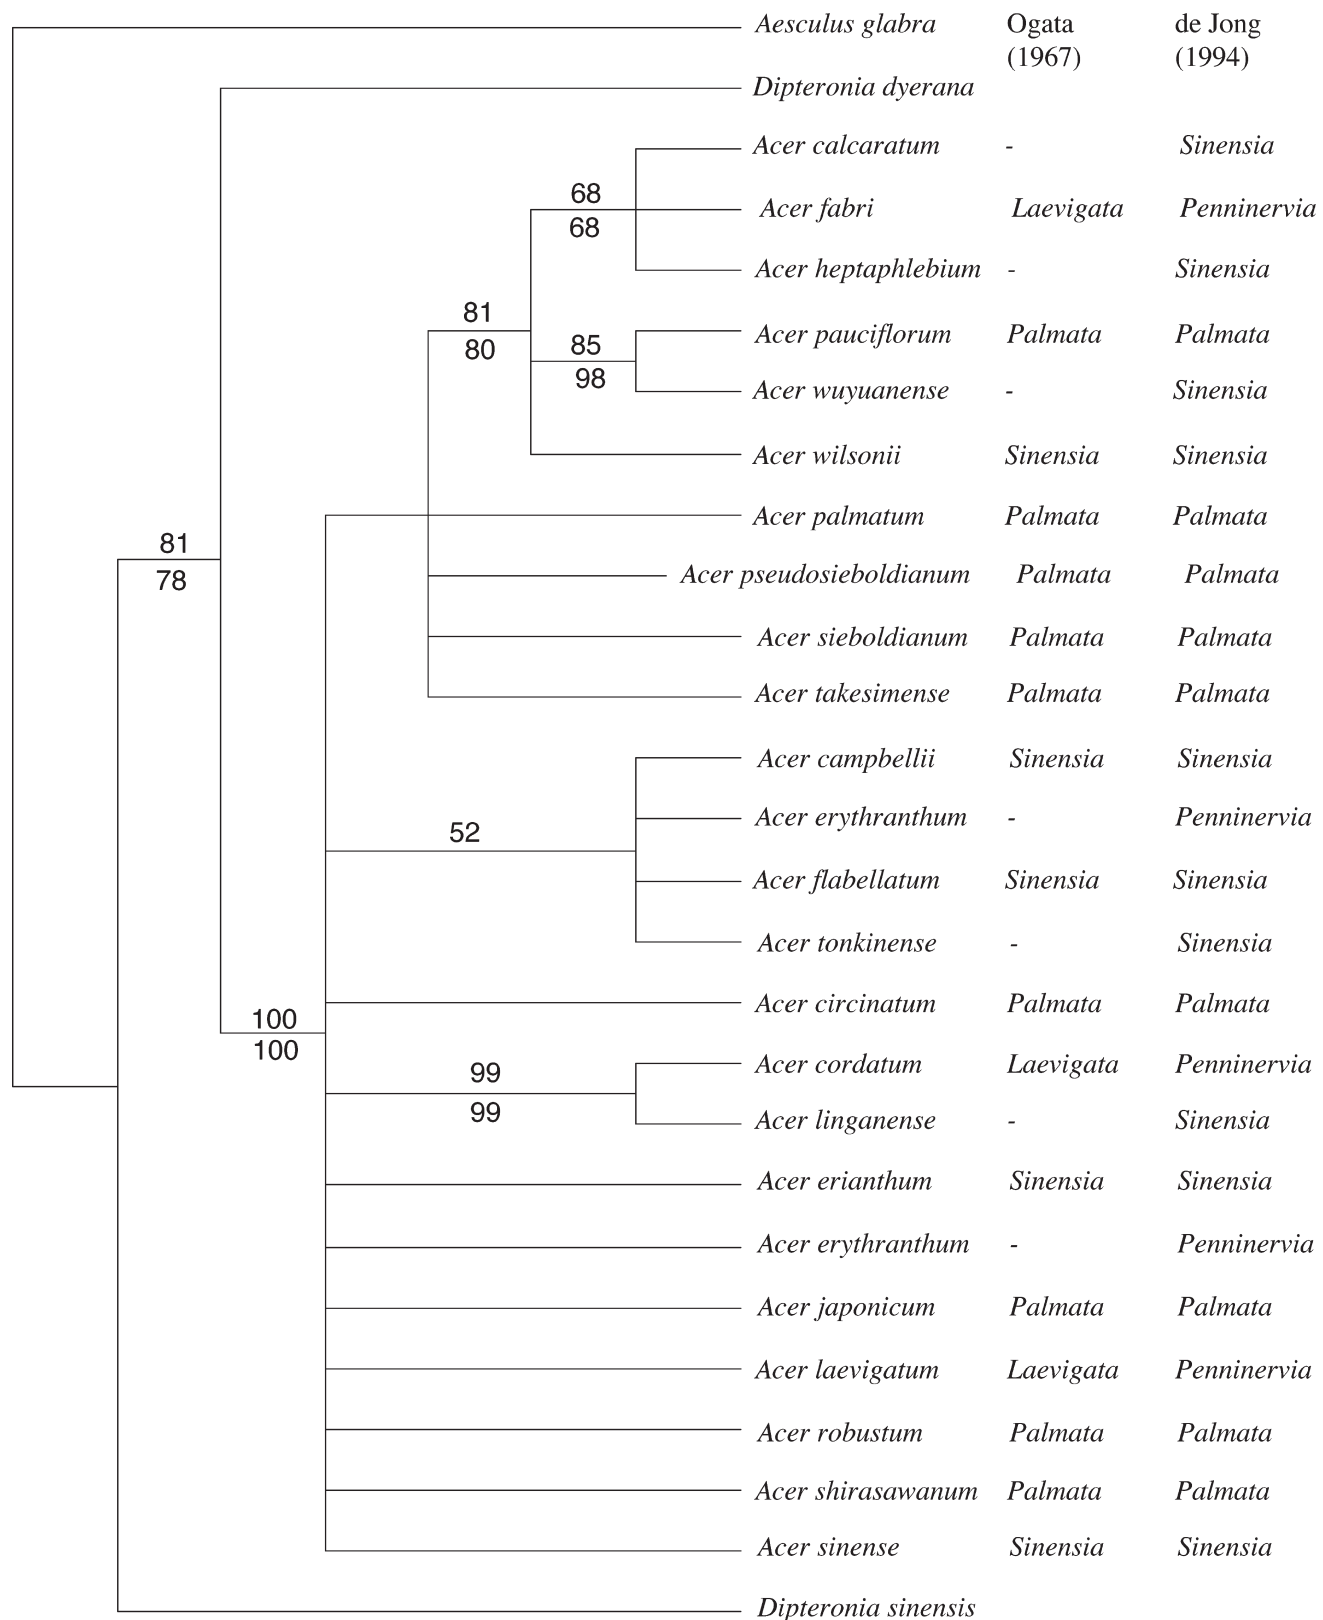 Aesculus glabra Ogata de Jong
(1967) (1994)
Dipteronia dyerana
Acer calcaratum - Sinensia
68
Acer fabri Laevigata Penninervia
68
Acer heptaphlebium - Sinensia
81
Acer pauciflorum Palmata Palmata
80 85
98
Acer wuyuanense - Sinensia
Acer wilsonii Sinensia Sinensia
Acer palmatum Palmata Palmata
81
78
Acer pseudosieboldianum Palmata Palmata
Acer sieboldianum Palmata Palmata
Acer takesimense Palmata Palmata
Acer campbellii Sinensia Sinensia
Acer erythranthum - Penninervia
52
Acer flabellatum Sinensia Sinensia
Acer tonkinense - Sinensia
Acer circinatum Palmata Palmata
100
100
Acer cordatum Laevigata Penninervia
99
99
Acer linganense - Sinensia
Acer erianthum Sinensia Sinensia
Acer erythranthum - Penninervia
Acer japonicum Palmata Palmata
Acer laevigatum Laevigata Penninervia
Acer robustum Palmata Palmata
Acer shirasawanum Palmata Palmata
Acer sinense Sinensia Sinensia
Dipteronia sinensis